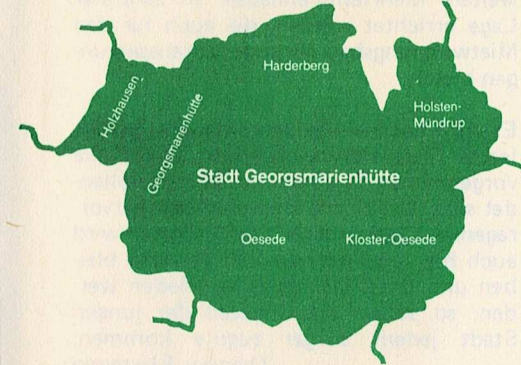 Harderberg
Holsten-
Mündrup
Holzhausen
Georgsmarienhütte
Stadt Georgsmarienhütte
Oesede
Kloster-Oesede